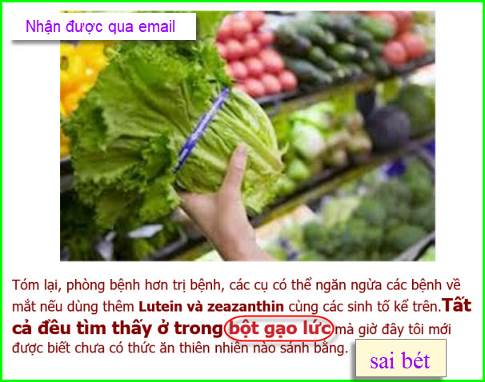 Nhận được qua email
Tóm lại, phòng bệnh hơn trị bệnh, các cụ có thể ngăn ngừa các bệnh về
mắt nếu dùng thêm Lutein và zeazanthin cùng các sinh tố kể trên.Tất
cả đều tìm thấy ở trong bột gạo lức mà giờ đây tôi mới
được biết chưa có thức ăn thiên nhiên nào sánh bằng.
sai bét